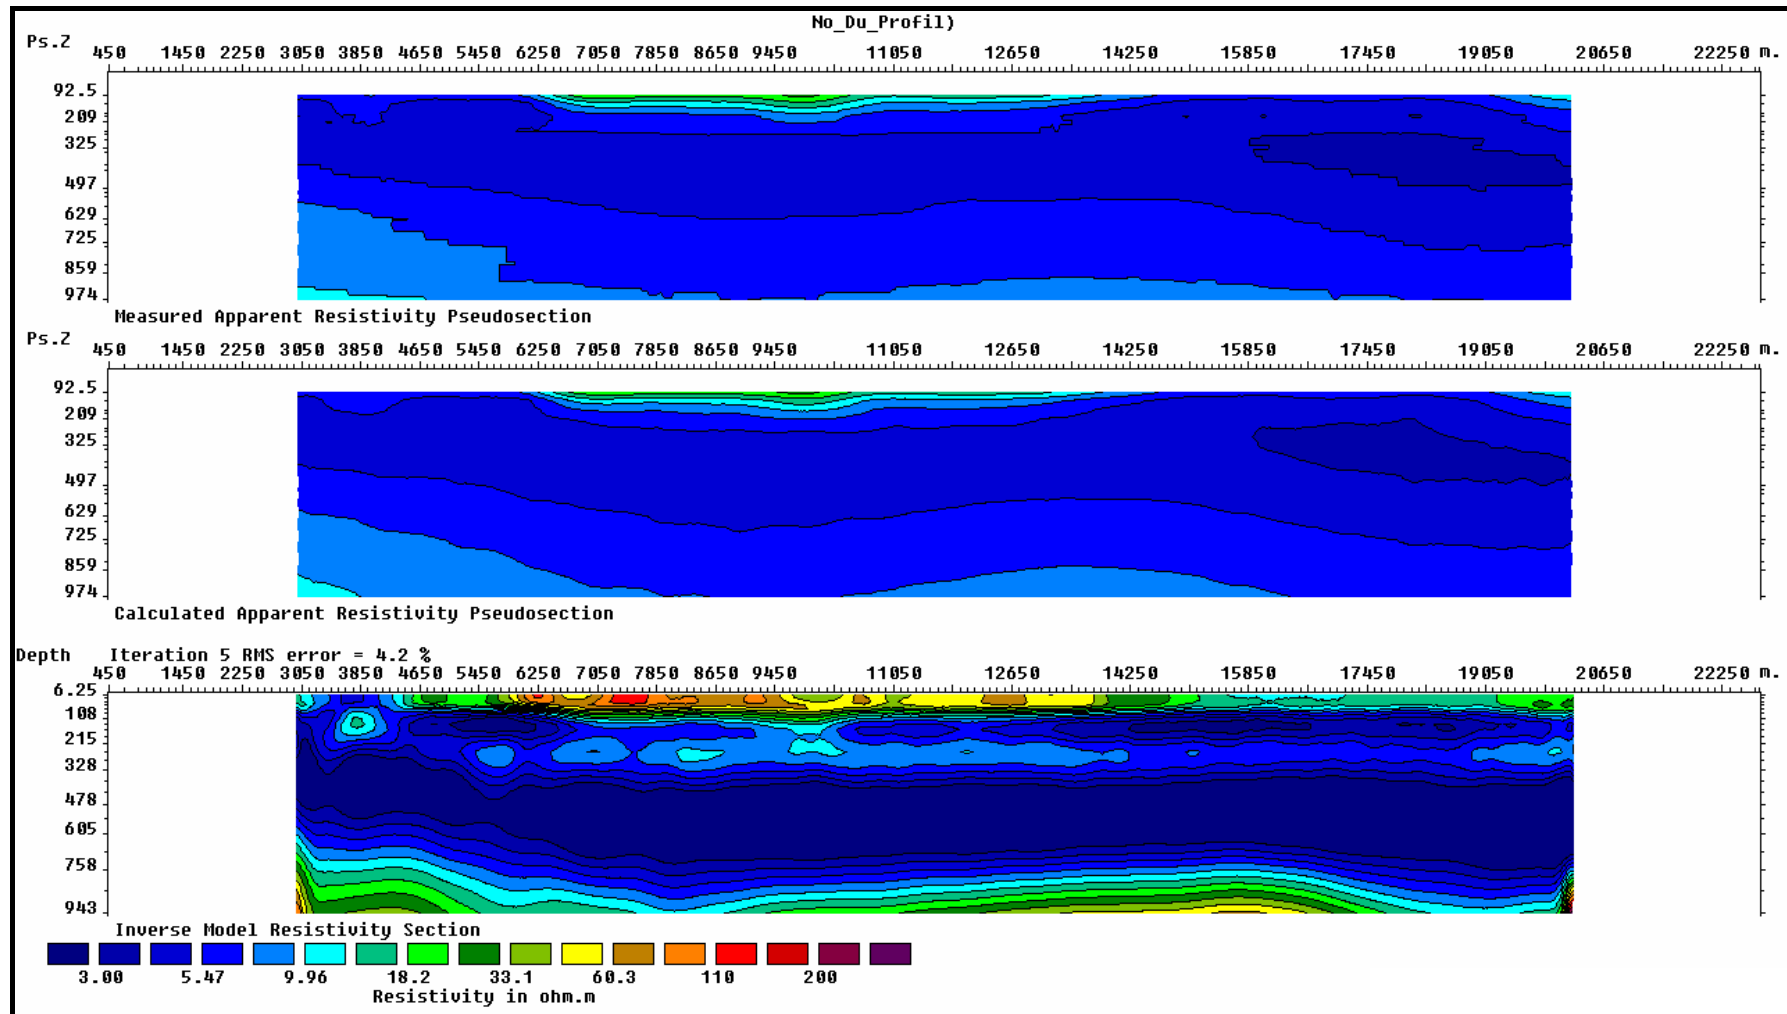 No_Du_Profil)
Ps.Z
450 1450 2250 3050 3850 4650 5450 6250 7050 7850 8650 9450 11050 12650 14250 15850 17450 19050 20650 22250 m.
92.5
209
325
497
629
725
859
974
Measured Apparent Resistivity Pseudosection
Ps.Z
450 1450 2250 3050 3850 4650 5450 6250 7050 7850 8650 9450 11050 12650 14250 15850 17450 19050 20650 22250 m.
92.5
209
325
497
629
725
859
974
Calculated Apparent Resistivity Pseudosection
Depth Iteration 5 RMS error = 4.2 %
450 1450 2250 3050 3850 4650 5450 6250 7050 7850 8650 9450 11050 12650 14250 15850 17450 19050 20650 22250 m.
6.25
108
215
328
478
605
758
943
Inverse Model Resistivity Section
3.00 5.47 9.96 18.2 33.1 60.3 110 200
Resistivity in ohm.m